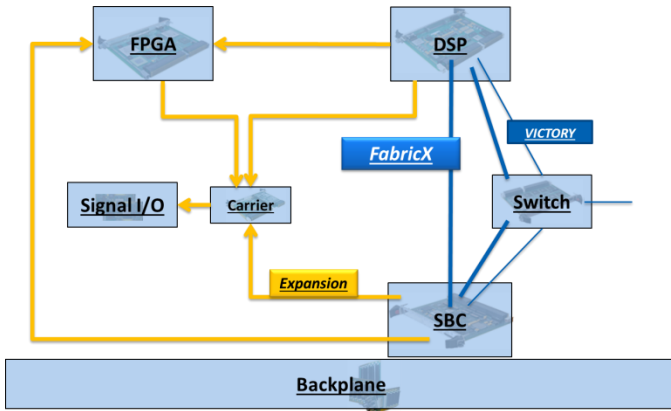 FPGA
DSP
VICTORY
FabricX
Signal I/O
Carrier
Switch
Expansion
SBC
Backplane